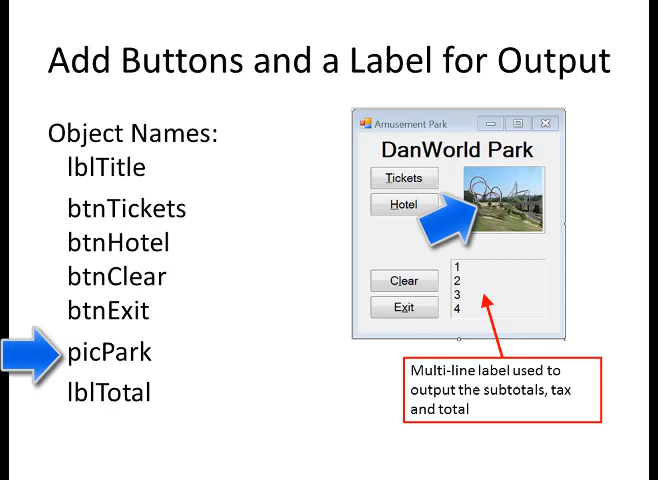 Add Buttons and a Label for Output
Object Names:
lblTitle
btnTickets
btnHotel
btnClear
btnExit
picPark
lblTotal
Amusement Park
DanWorld Park
Tickets
Hotel
Clear
Exit
1
2
3
4
Multi-line label used to
output the subtotals, tax
and total